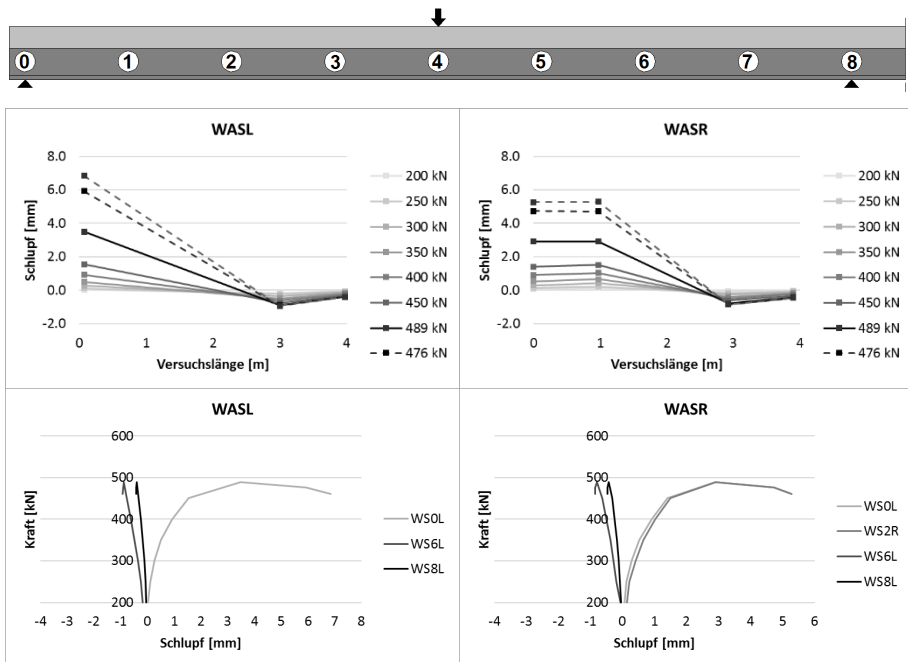 0 1 2 3 4 5 6 7 8
WASL
8.0
6.0
4.0
2.0
0.0
-2.0
Schlupf [mm]
0 1 2 3 4
Versuchslänge [m]
200 kN
250 kN
300 kN
350 kN
400 kN
450 kN
489 kN
476 kN
WASR
8.0
6.0
4.0
2.0
0.0
-2.0
Schlupf [mm]
0 1 2 3 4
Versuchslänge [m]
200 kN
250 kN
300 kN
350 kN
400 kN
450 kN
489 kN
476 kN
WASL
600
500
400
300
200
Kraft [kN]
-4 -3 -2 -1 0 1 2 3 4 5 6 7 8
Schlupf [mm]
WS0L
WS6L
WS8L
WASR
600
500
400
300
200
Kraft [kN]
-4 -3 -2 -1 0 1 2 3 4 5 6
Schlupf [mm]
WS0L
WS2R
WS6L
WS8L